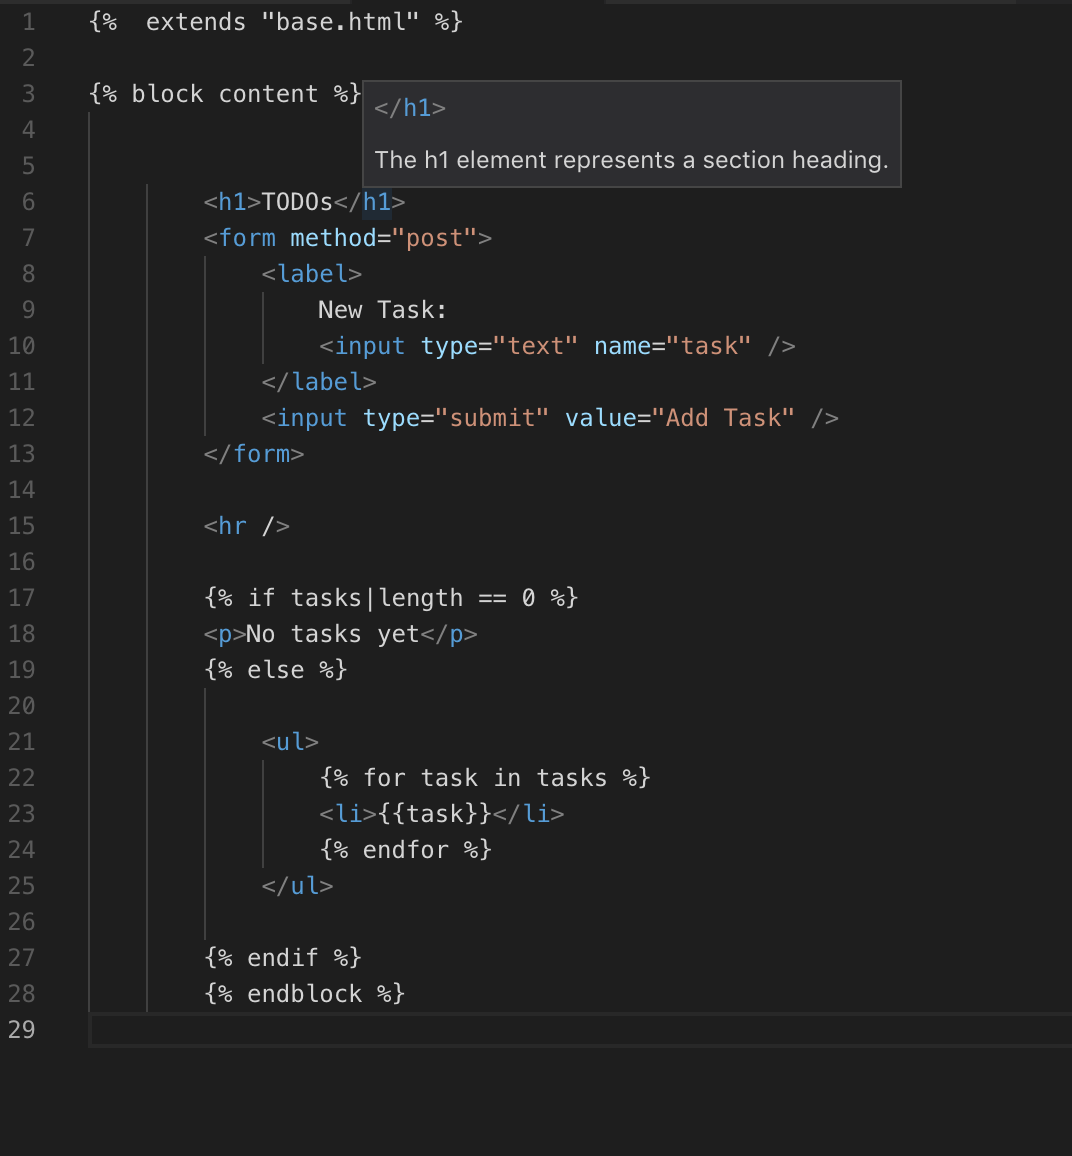 1 {%  extends "base.html" %}
2
3 {% block content %}
</h1>
4
The h1 element represents a section heading.
5
6 <h1>TODOs</h1>
7 <form method="post">
8 <label>
9 New Task:
10 <input type="text" name="task" />
11 </label>
12 <input type="submit" value="Add Task" />
13 </form>
14
15 <hr />
16
17 {% if tasks|length == 0 %}
18 <p>No tasks yet</p>
19 {% else %}
20
21 <ul>
22 {% for task in tasks %}
23 <li>{{task}}</li>
24 {% endfor %}
25 </ul>
26
27 {% endif %}
28 {% endblock %}
29